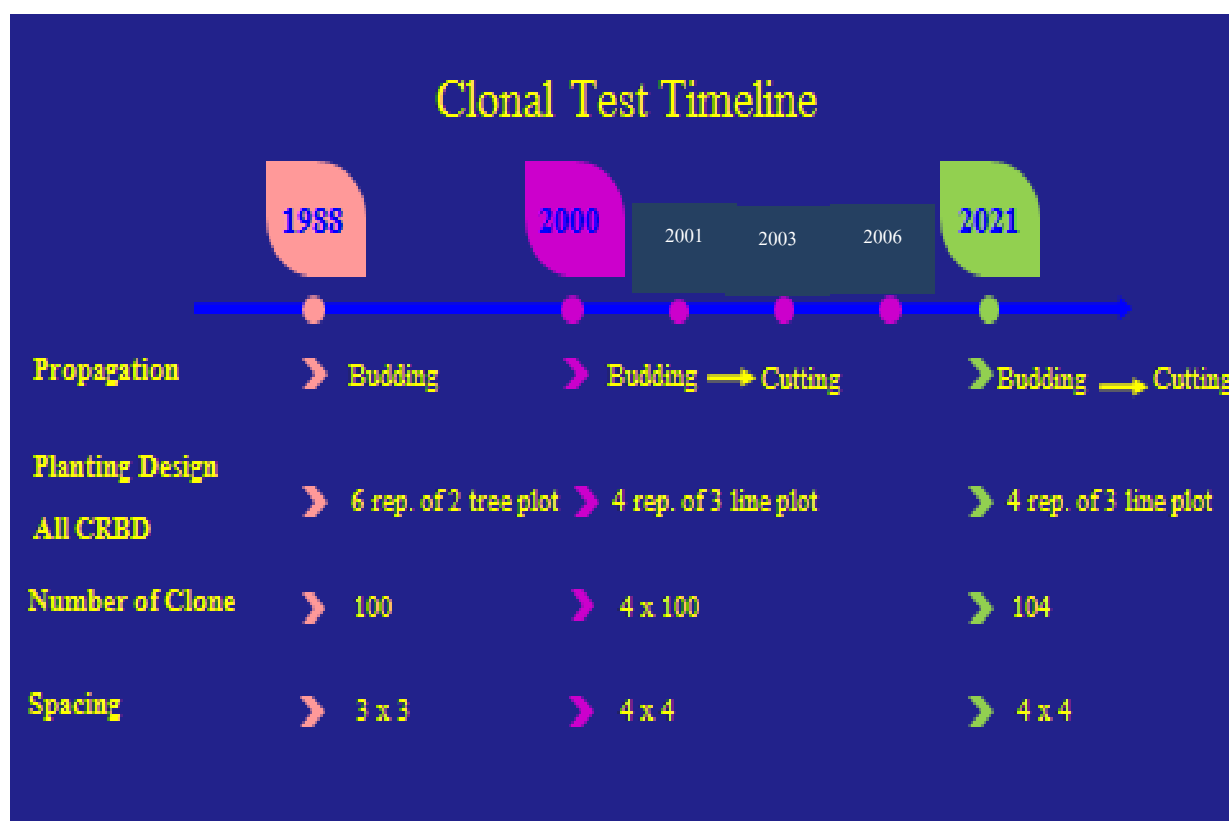 Clonal Test Timeline
1988 2000 2001 2003 2006 2021
Propagation Budding Budding → Cutting Budding → Cutting
Planting Design
All CRBD 6 rep. of 2 tree plot 4 rep. of 3 line plot 4 rep. of 3 line plot
Number of Clone 100 4 x 100 104
Spacing 3 x 3 4 x 4 4 x 4